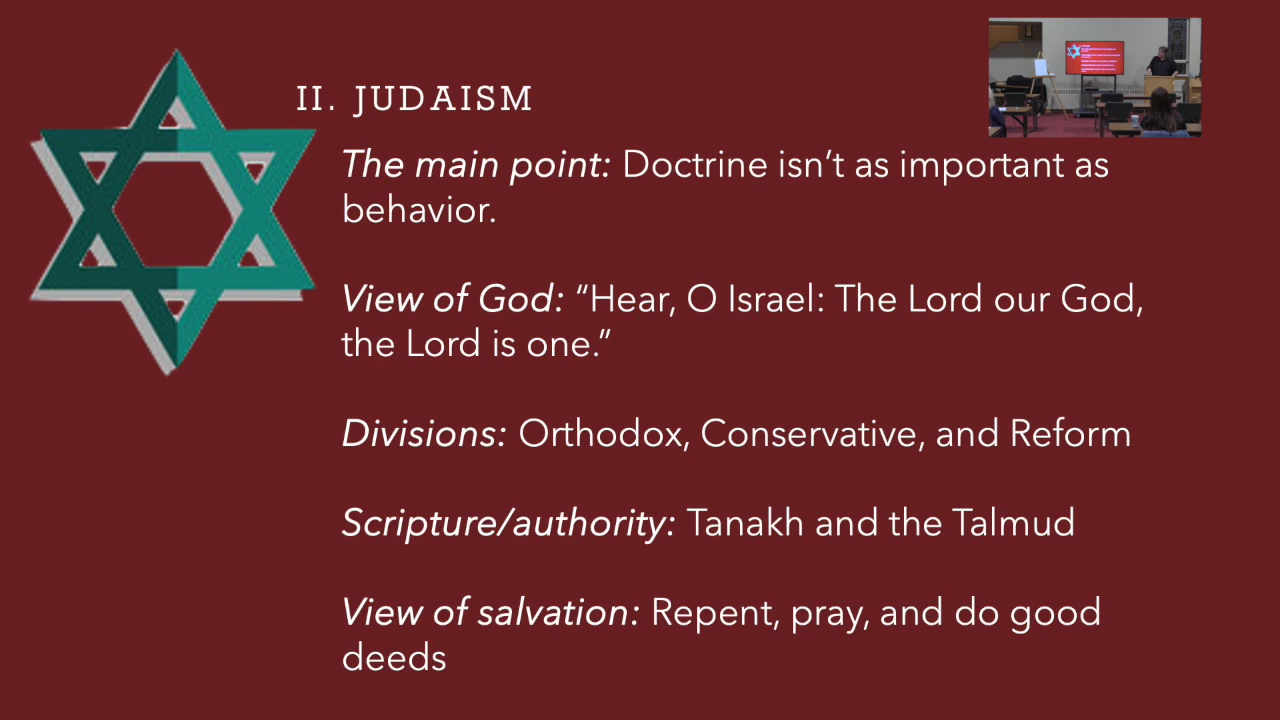 II. JUDAISM
The main point: Doctrine isn’t as important as
behavior.
View of God: “Hear, O Israel: The Lord our God,
the Lord is one.”
Divisions: Orthodox, Conservative, and Reform
Scripture/authority: Tanakh and the Talmud
View of salvation: Repent, pray, and do good
deeds